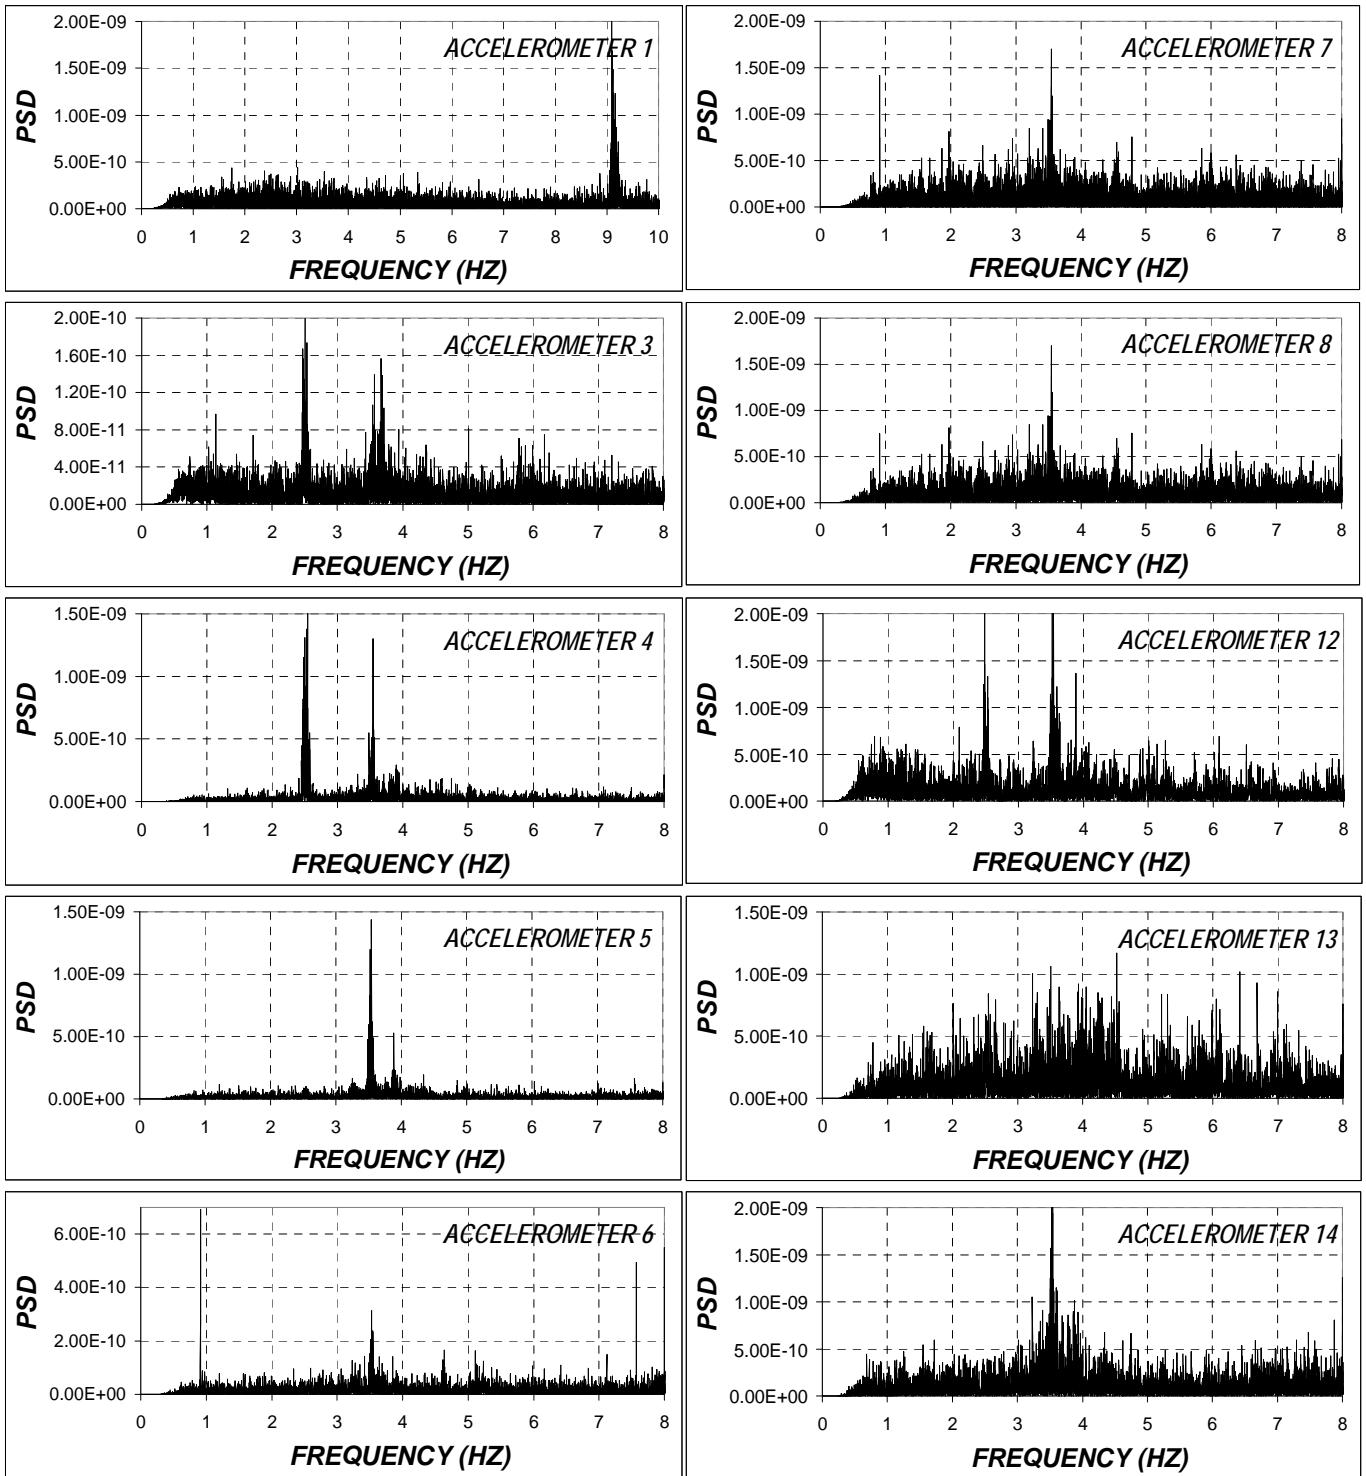 2.00E-09
ACCELEROMETER 1
1.50E-09
PSD
1.00E-09
5.00E-10
0.00E+00
0 1 2 3 4 5 6 7 8 9 10
FREQUENCY (HZ)
2.00E-09
ACCELEROMETER 7
1.50E-09
PSD
1.00E-09
5.00E-10
0.00E+00
0 1 2 3 4 5 6 7 8
FREQUENCY (HZ)
2.00E-10
ACCELEROMETER 3
1.60E-10
PSD
1.20E-10
8.00E-11
4.00E-11
0.00E+00
0 1 2 3 4 5 6 7 8
FREQUENCY (HZ)
2.00E-09
ACCELEROMETER 8
1.50E-09
PSD
1.00E-09
5.00E-10
0.00E+00
0 1 2 3 4 5 6 7 8
FREQUENCY (HZ)
1.50E-09
ACCELEROMETER 4
PSD
1.00E-09
5.00E-10
0.00E+00
0 1 2 3 4 5 6 7 8
FREQUENCY (HZ)
2.00E-09
ACCELEROMETER 12
1.50E-09
PSD
1.00E-09
5.00E-10
0.00E+00
0 1 2 3 4 5 6 7 8
FREQUENCY (HZ)
1.50E-09
ACCELEROMETER 5
PSD
1.00E-09
5.00E-10
0.00E+00
0 1 2 3 4 5 6 7 8
FREQUENCY (HZ)
1.50E-09
ACCELEROMETER 13
PSD
1.00E-09
5.00E-10
0.00E+00
0 1 2 3 4 5 6 7 8
FREQUENCY (HZ)
ACCELEROMETER 6
6.00E-10
PSD
4.00E-10
2.00E-10
0.00E+00
0 1 2 3 4 5 6 7 8
FREQUENCY (HZ)
2.00E-09
ACCELEROMETER 14
1.50E-09
PSD
1.00E-09
5.00E-10
0.00E+00
0 1 2 3 4 5 6 7 8
FREQUENCY (HZ)